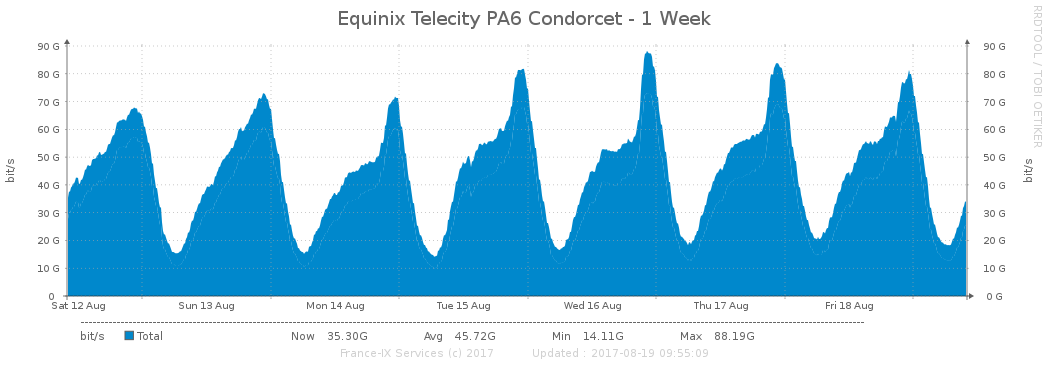 Equinix Telecity PA6 Condorcet - 1 Week
RRDTOOL / TOBI OETIKER
bit/s
bit/s
90 G 90 G
80 G 80 G
70 G 70 G
60 G 60 G
50 G 50 G
40 G 40 G
30 G 30 G
20 G 20 G
10 G 10 G
0 0 G
Sat 12 Aug Sun 13 Aug Mon 14 Aug Tue 15 Aug Wed 16 Aug Thu 17 Aug Fri 18 Aug
bit/s Total Now 35.30G Avg 45.72G Min 14.11G Max 88.19G
France-IX Services (c) 2017 Updated : 2017-08-19 09:55:09